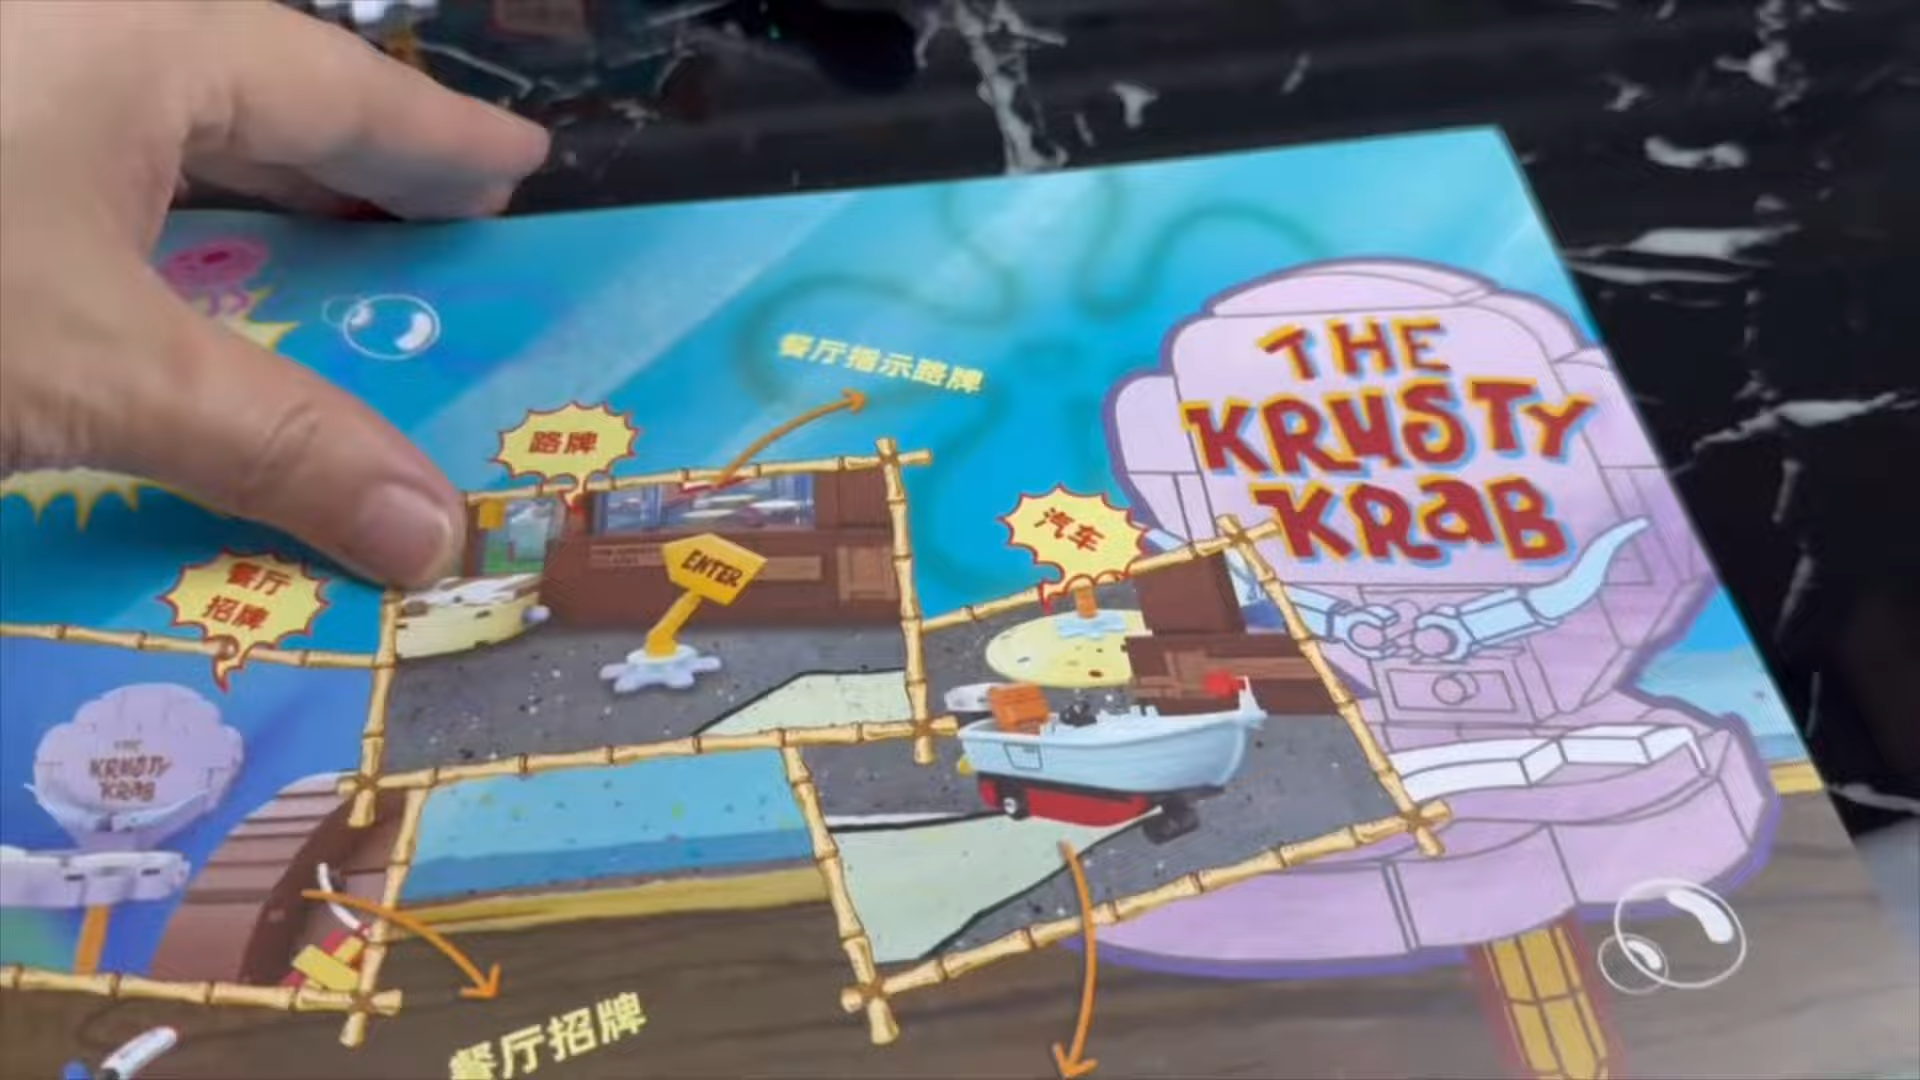 餐厅指示路牌
路牌
THE
KRUSTY
KRaB
汽车
ENTER
餐厅
招牌
THE
KRUSTY
KRaB
餐厅招牌